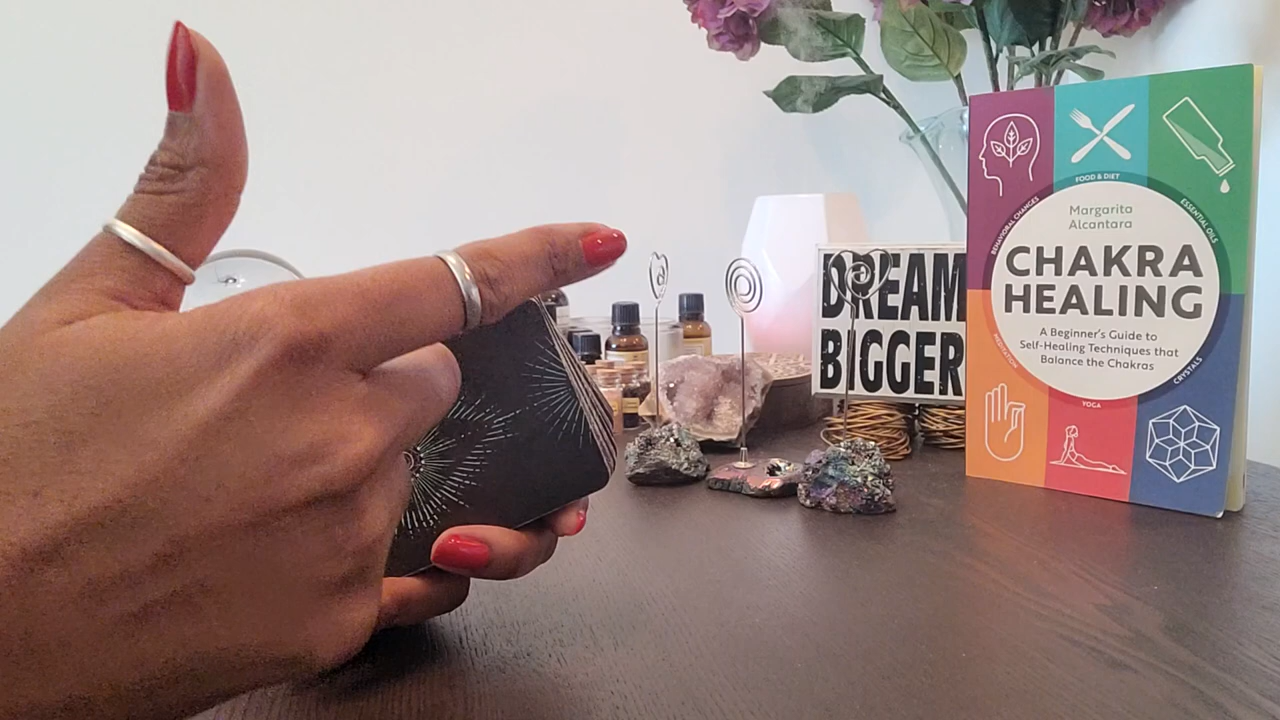 DREAM
BIGGER
FOOD & DIET
BEHAVIORAL CHANGES
ESSENTIAL OILS
Margarita
Alcantara
CHAKRA
HEALING
A Beginner's Guide to
Self-Healing Techniques that
Balance the Chakras
MEDITATION
CRYSTALS
YOGA